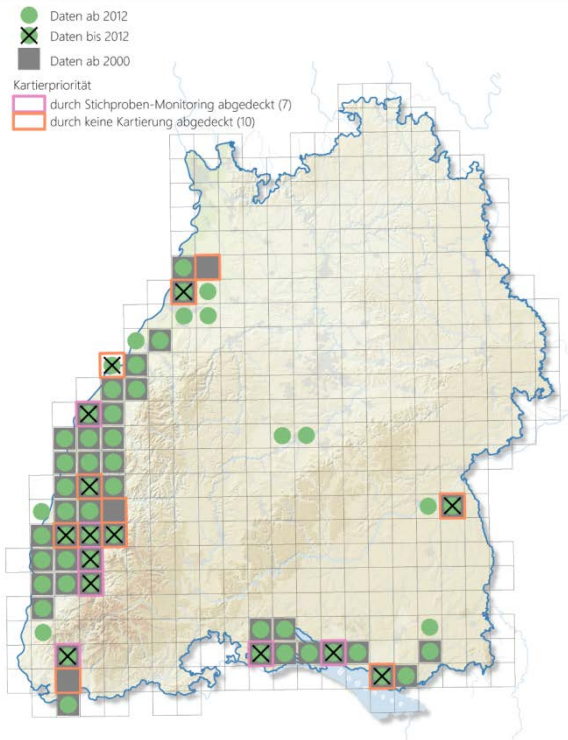 Daten ab 2012
Daten bis 2012
Daten ab 2000
Kartierpriorität
durch Stichproben-Monitoring abgedeckt (7)
durch keine Kartierung abgedeckt (10)